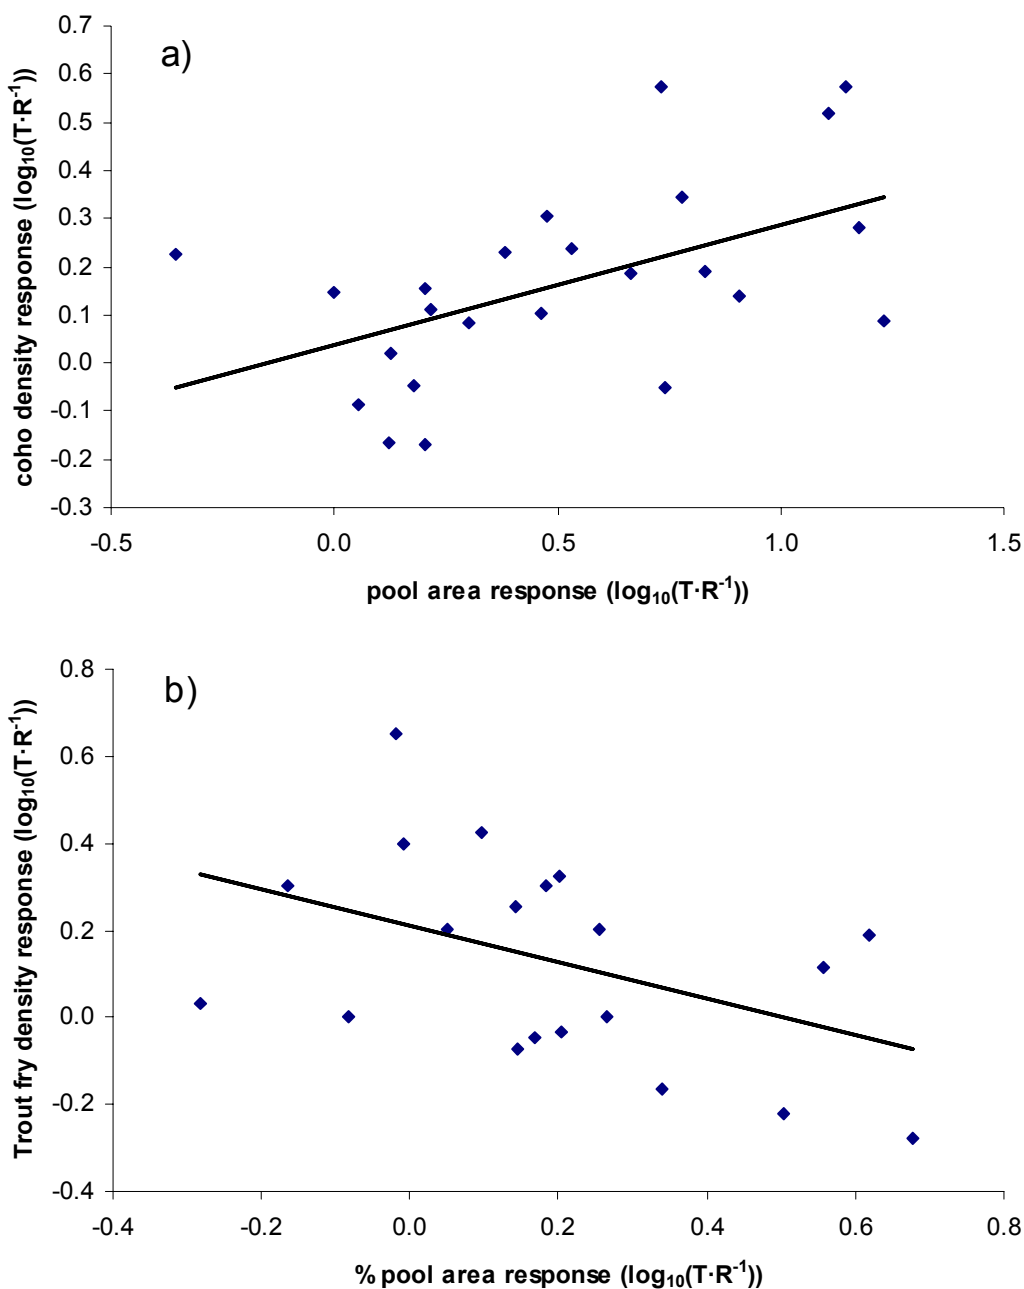 a)
0.7
0.6
0.5
0.4
0.3
0.2
0.1
0.0
-0.1
-0.2
-0.3
coho density response (log₁₀(T·R⁻¹))
-0.5 0.0 0.5 1.0 1.5
pool area response (log₁₀(T·R⁻¹))
b)
0.8
0.6
0.4
0.2
0.0
-0.2
-0.4
Trout fry density response (log₁₀(T·R⁻¹))
-0.4 -0.2 0.0 0.2 0.4 0.6 0.8
% pool area response (log₁₀(T·R⁻¹))